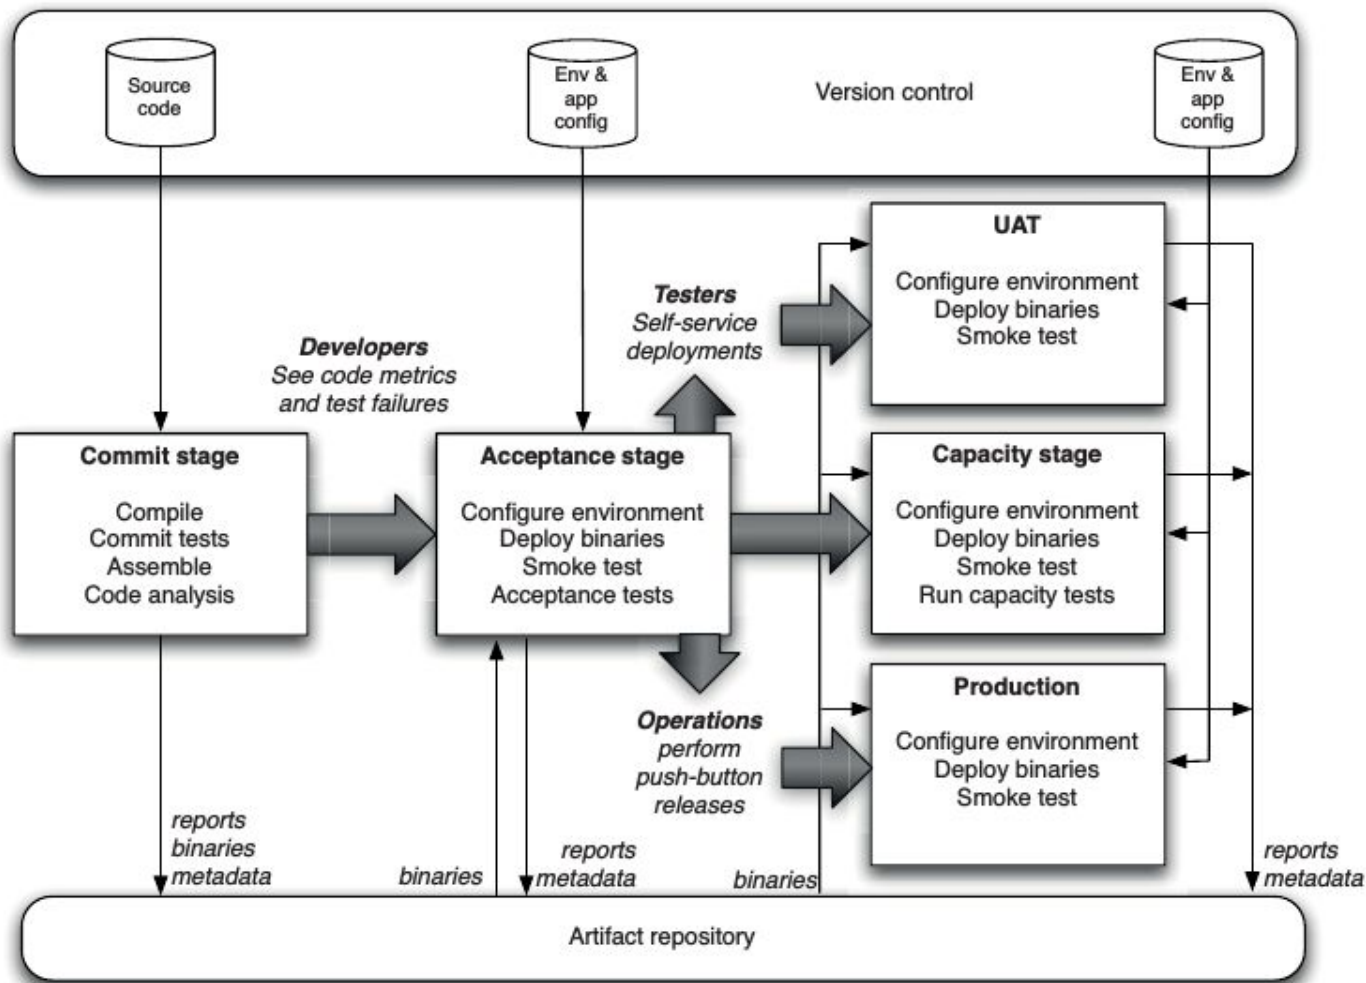 Source
code
Env &
app
config
Version control
Env &
app
config
UAT
Configure environment
Deploy binaries
Smoke test
Testers
Self-service
deployments
Developers
See code metrics
and test failures
Commit stage
Compile
Commit tests
Assemble
Code analysis
Acceptance stage
Configure environment
Deploy binaries
Smoke test
Acceptance tests
Capacity stage
Configure environment
Deploy binaries
Smoke test
Run capacity tests
Operations
perform
push-button
releases
Production
Configure environment
Deploy binaries
Smoke test
reports
binaries
metadata
binaries
reports
metadata
binaries
reports
metadata
Artifact repository